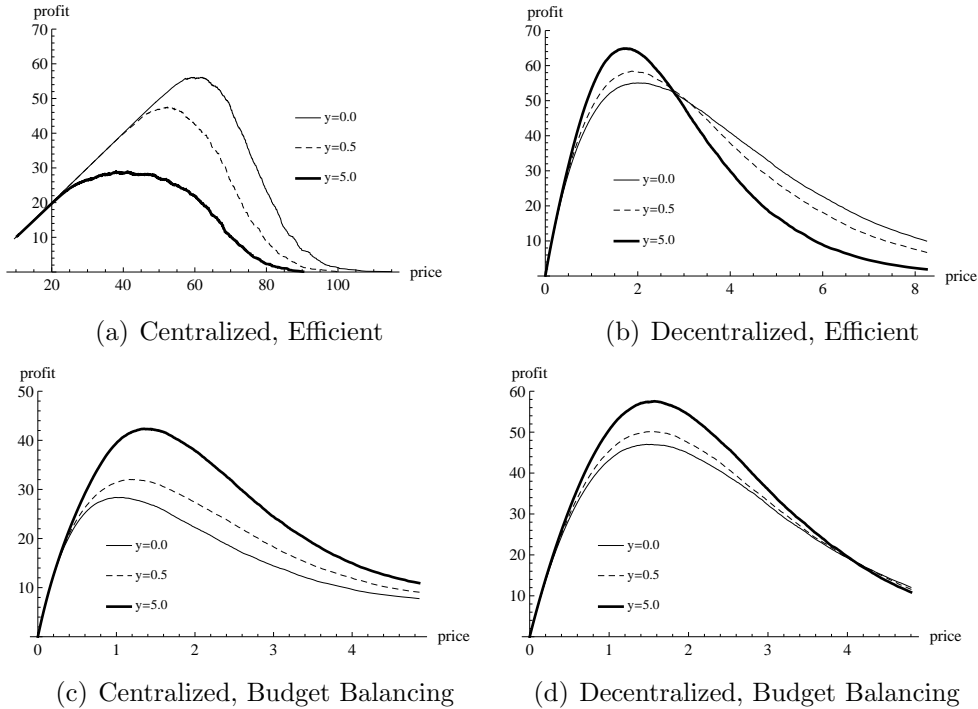 profit
70
60
50
40
30
20
10
20 40 60 80 100
price
y=0.0
y=0.5
y=5.0
(a) Centralized, Efficient
profit
70
60
50
40
30
20
10
0 2 4 6 8
price
y=0.0
y=0.5
y=5.0
(b) Decentralized, Efficient
profit
50
40
30
20
10
0 1 2 3 4
price
y=0.0
y=0.5
y=5.0
(c) Centralized, Budget Balancing
profit
60
50
40
30
20
10
0 1 2 3 4
price
y=0.0
y=0.5
y=5.0
(d) Decentralized, Budget Balancing